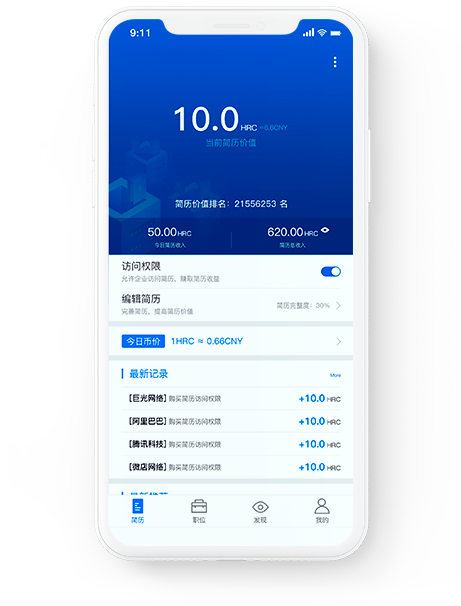 9:11
10.0 HRC ≈6.6CNY
当前简历价值
简历价值排名：21556253 名
50.00HRC
今日简历收入
620.00HRC
简历总收入
访问权限
允许企业访问简历，赚取简历收益
编辑简历
完善简历，提高简历价值
简历完整度：30%
今日币价 1HRC ≈ 0.66CNY
最新记录 More
[巨光网络] 购买简历访问权限 +10.0 HRC
[阿里巴巴] 购买简历访问权限 +10.0 HRC
[腾讯科技] 购买简历访问权限 +10.0 HRC
[微店网络] 购买简历访问权限 +10.0 HRC
简历
职位
发现
我的